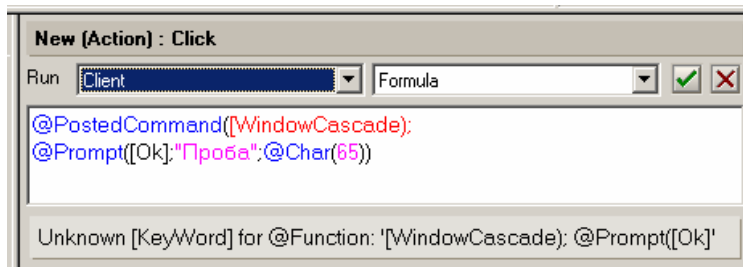 New (Action) : Click
Run Client Formula
@PostedCommand([WindowCascade);
@Prompt([Ok];"Проба";@Char(65))
Unknown [KeyWord] for @Function: '[WindowCascade); @Prompt([Ok]'